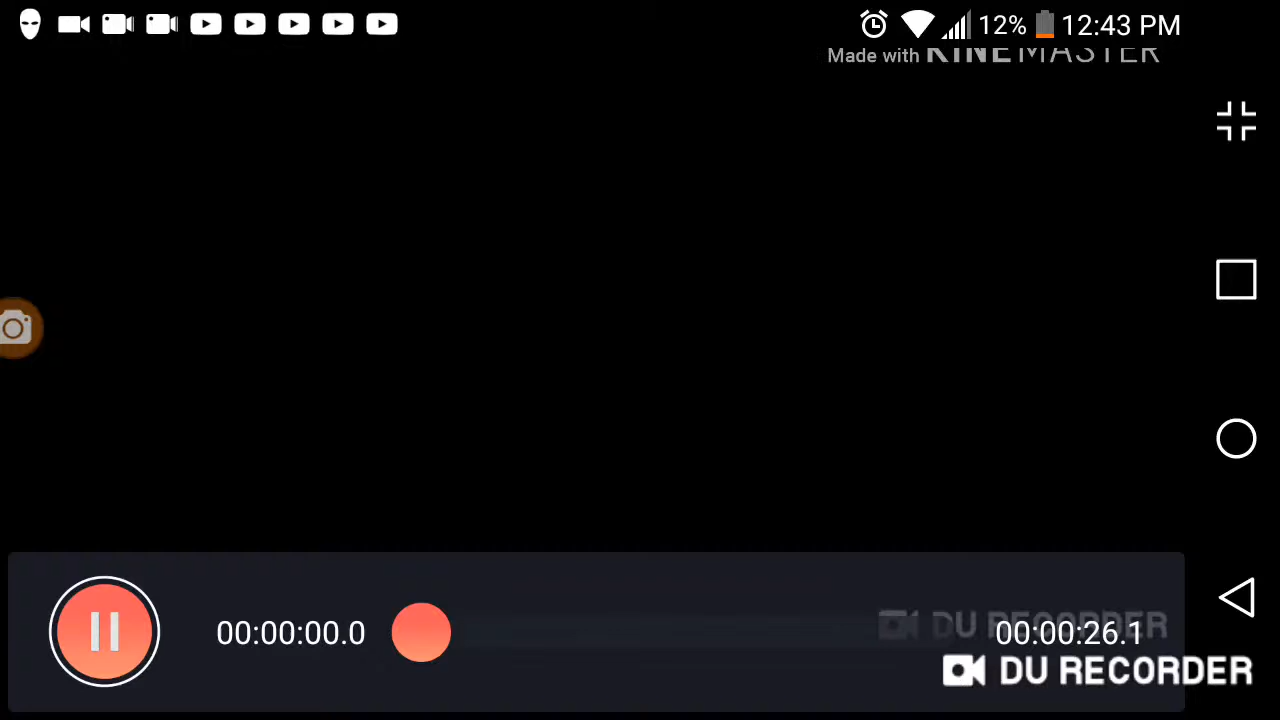 12% 12:43 PM
Made with KINEMASTER
00:00:00.0
00:00:26.1
DU RECORDER
DU RECORDER